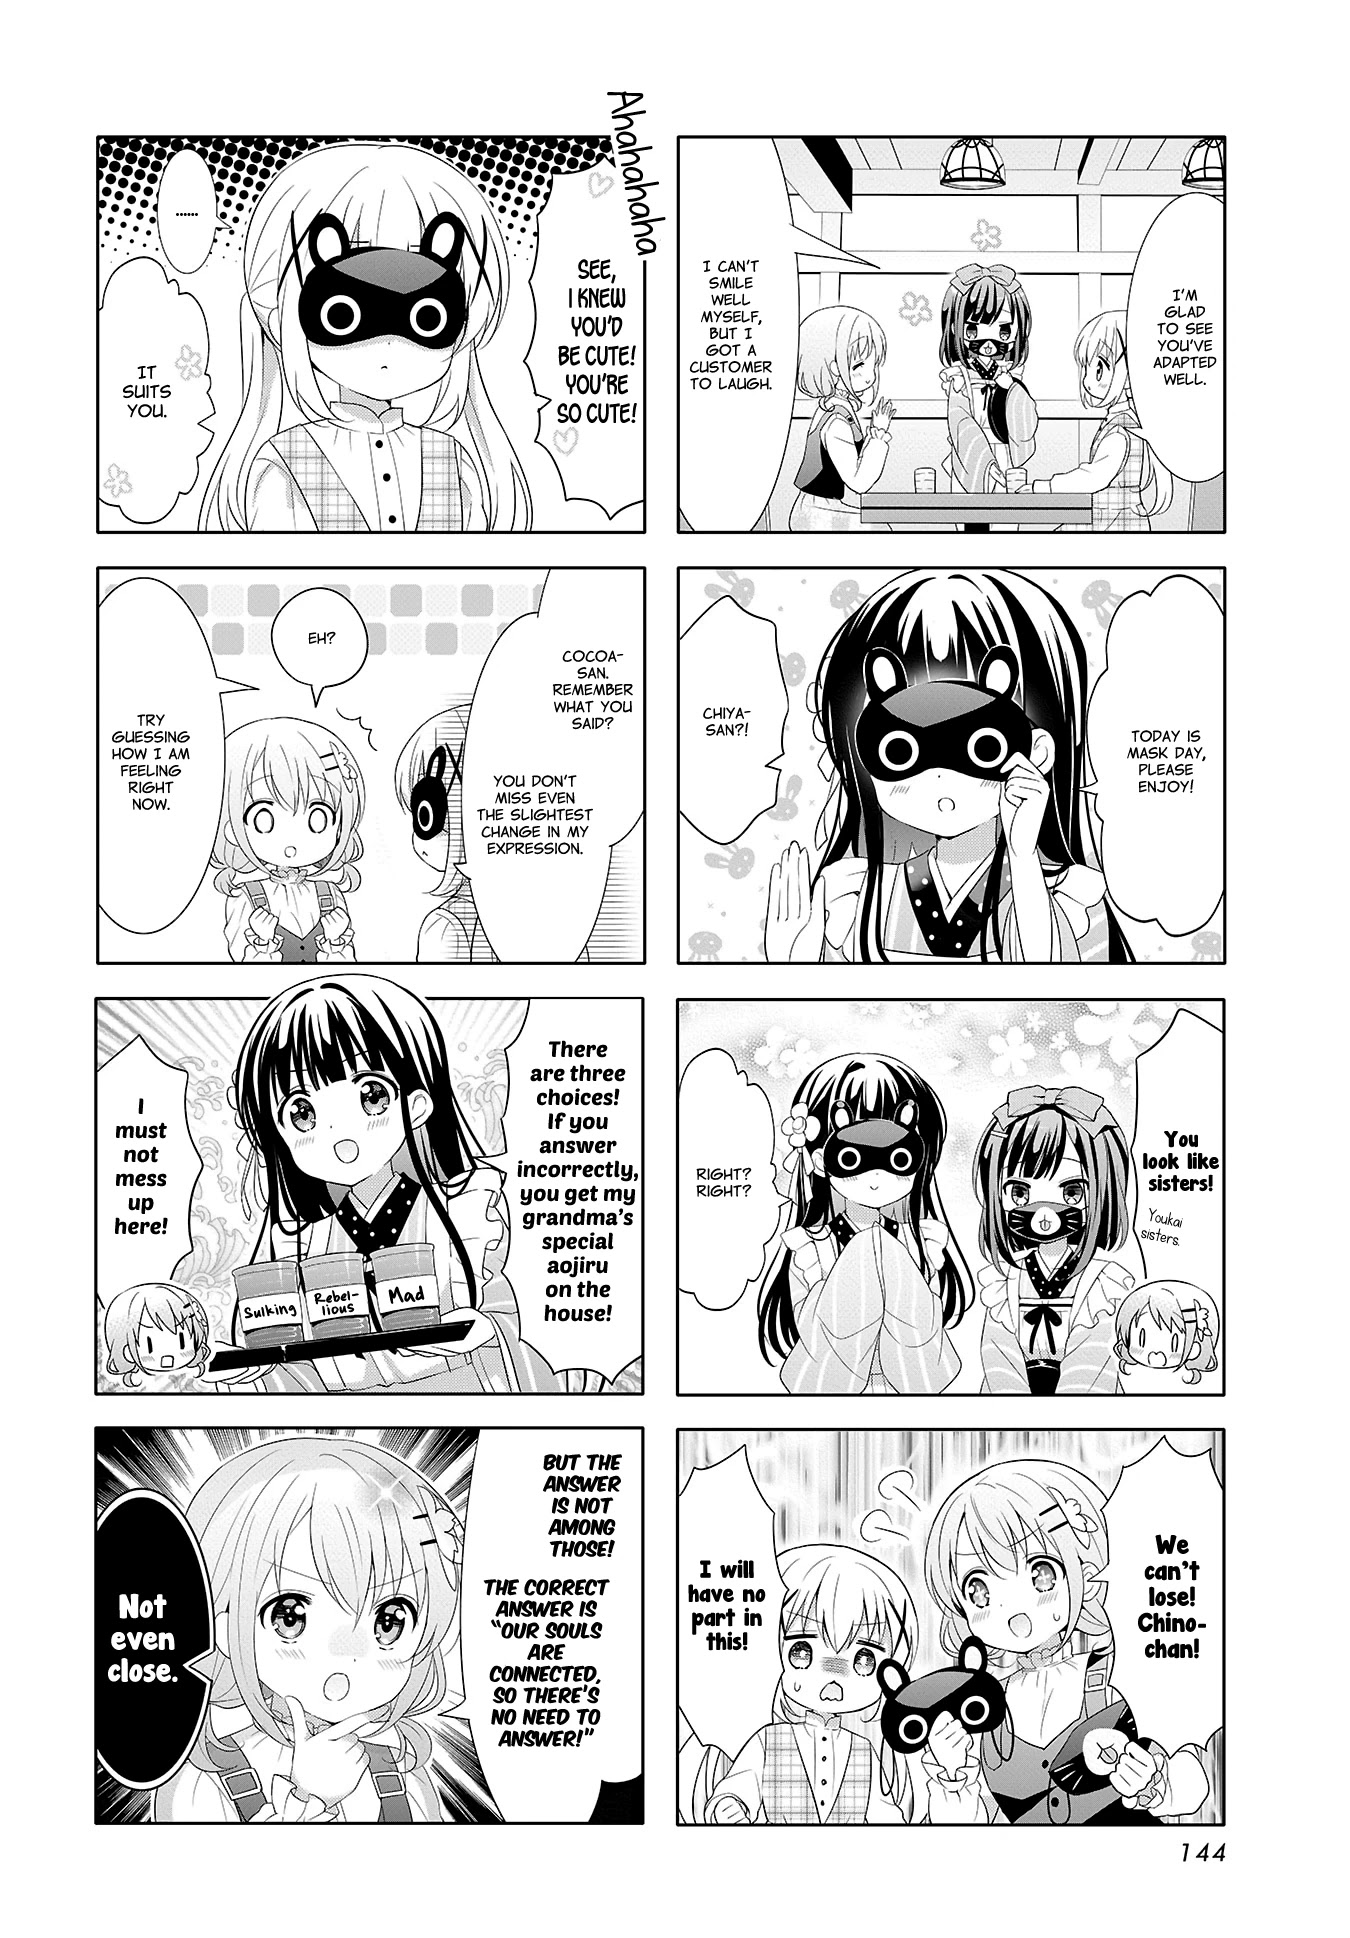 I'M
GLAD
TO SEE
YOU'VE
ADAPTED
WELL.
I CAN'T
SMILE
WELL
MYSELF,
BUT I
GOT A
CUSTOMER
TO LAUGH.
TODAY IS
MASK DAY,
PLEASE
ENJOY!
CHIYA-
SAN?!
You
look like
sisters!
Youkai
sisters.
RIGHT?
RIGHT?
We
can't
lose!
Chino-
chan!
I will
have no
part in
this!
Ahahahaha
SEE,
I KNEW
YOU'D
BE CUTE!
YOU'RE
SO CUTE!
......
IT
SUITS
YOU.
COCOA-
SAN.
REMEMBER
WHAT YOU
SAID?
YOU DON'T
MISS EVEN
THE SLIGHTEST
CHANGE IN MY
EXPRESSION.
EH?
TRY
GUESSING
HOW I AM
FEELING
RIGHT
NOW.
There
are three
choices!
If you
answer
incorrectly,
you get my
grandma's
special
aojiru
on the
house!
Sulking
Rebel-
lious
Mad
I
must
not
mess
up
here!
BUT THE
ANSWER
IS NOT
AMONG
THOSE!
THE CORRECT
ANSWER IS
"OUR SOULS
ARE
CONNECTED,
SO THERE'S
NO NEED TO
ANSWER!"
Not
even
close.
144